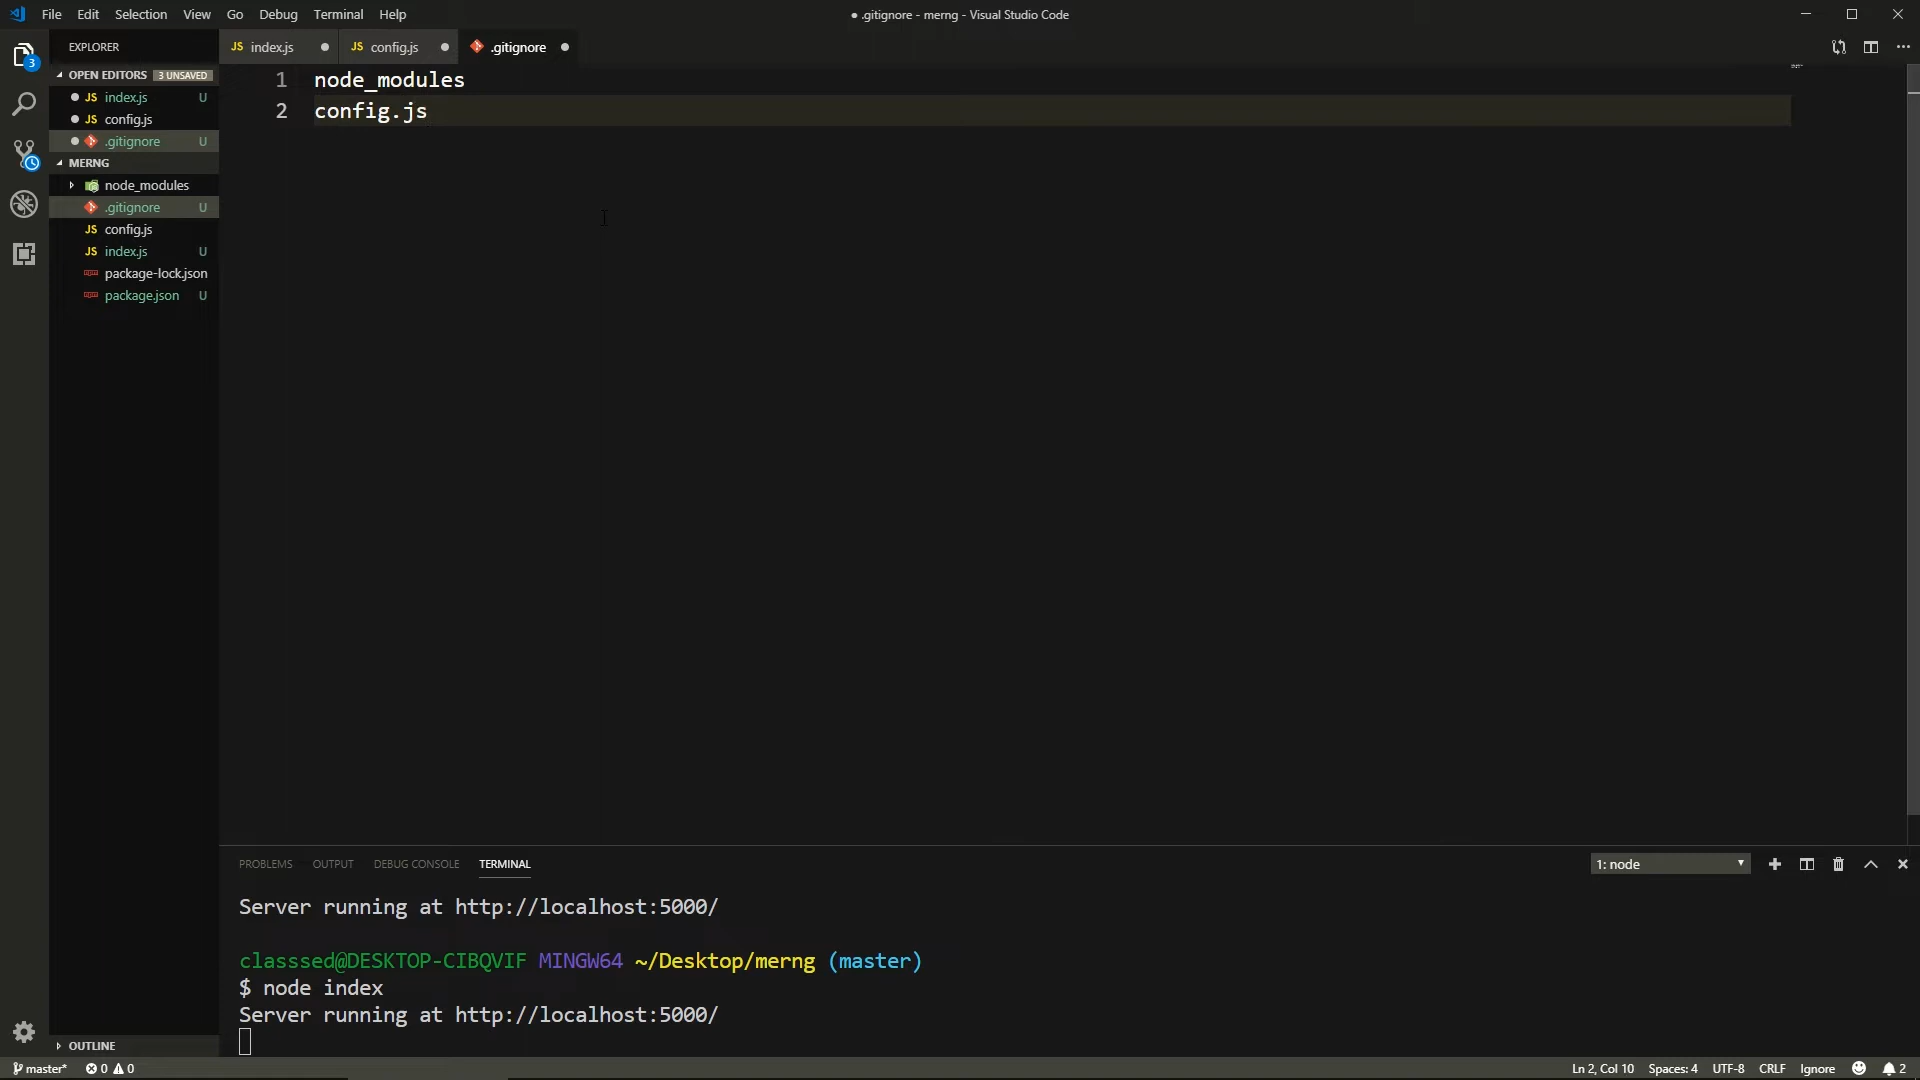 File Edit Selection View Go Debug Terminal Help
● .gitignore - merng - Visual Studio Code
EXPLORER
JS index.js
JS config.js
.gitignore
3
OPEN EDITORS 3 UNSAVED
JS index.js U
JS config.js
.gitignore U
MERNG
node_modules
.gitignore U
JS config.js
JS index.js U
package-lock.json
package.json U
1 node_modules
2 config.js
PROBLEMS OUTPUT DEBUG CONSOLE TERMINAL
1: node
Server running at http://localhost:5000/
classsed@DESKTOP-CIBQVIF MINGW64 ~/Desktop/merng (master)
$ node index
Server running at http://localhost:5000/
OUTLINE
master* 0 0
Ln 2, Col 10 Spaces: 4 UTF-8 CRLF Ignore 2